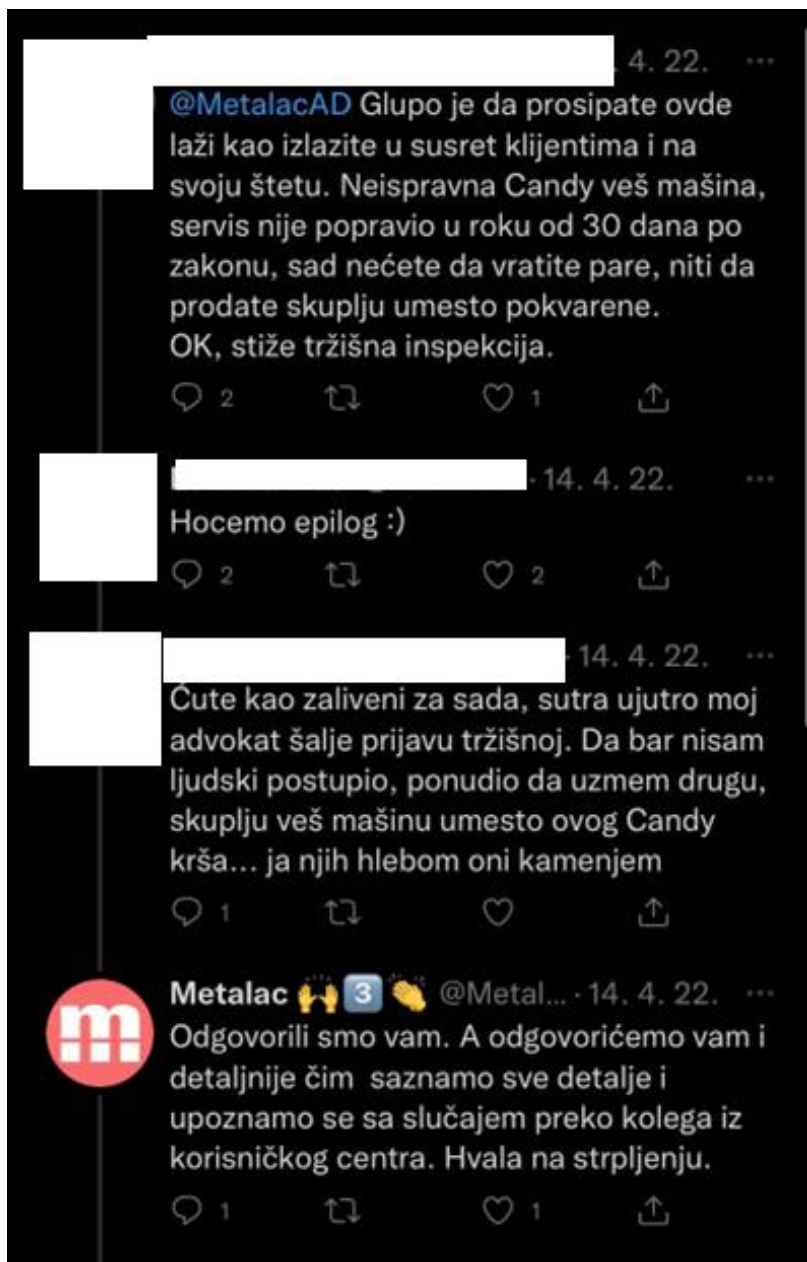 . 4. 22.
@MetalacAD Glupo je da prosipate ovde
laži kao izlazite u susret klijentima i na
svoju štetu. Neispravna Candy veš mašina,
servis nije popravio u roku od 30 dana po
zakonu, sad nećete da vratite pare, niti da
prodate skuplju umesto pokvarene.
OK, stiže tržišna inspekcija.
2 1
· 14. 4. 22.
Hocemo epilog :)
2 2
· 14. 4. 22.
Ćute kao zaliveni za sada, sutra ujutro moj
advokat šalje prijavu tržišnoj. Da bar nisam
ljudski postupio, ponudio da uzmem drugu,
skuplju veš mašinu umesto ovog Candy
krša... ja njih hlebom oni kamenjem
1
Metalac 🙌 3️⃣ 👏 @Metal... · 14. 4. 22.
Odgovorili smo vam. A odgovorićemo vam i
detaljnije čim saznamo sve detalje i
upoznamo se sa slučajem preko kolega iz
korisničkog centra. Hvala na strpljenju.
1 1